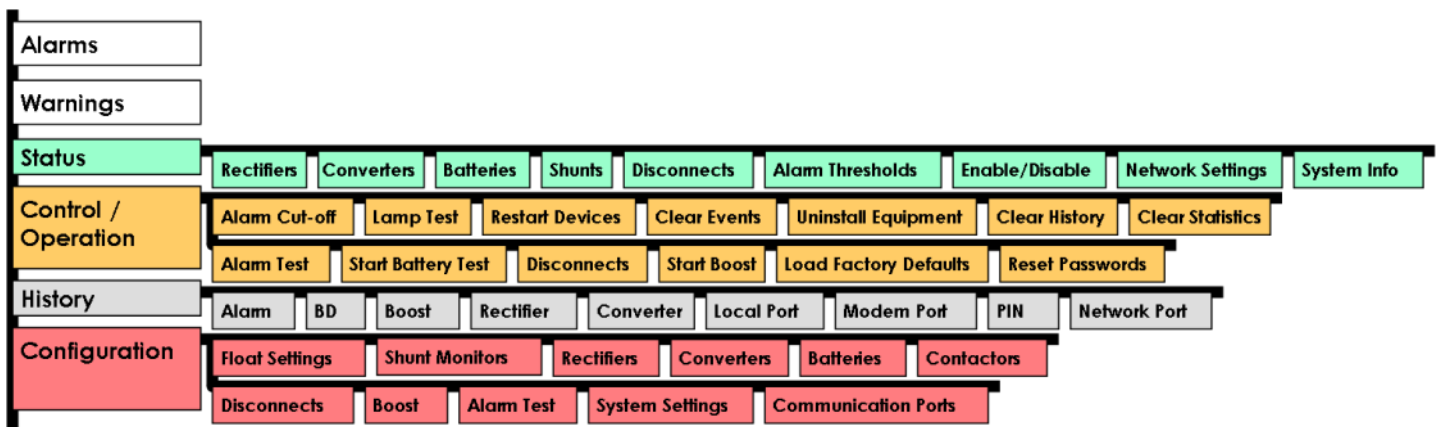 Alarms
Warnings
Status
Rectifiers Converters Batteries Shunts Disconnects Alarm Thresholds Enable/Disable Network Settings System Info
Control /
Operation
Alarm Cut-off Lamp Test Restart Devices Clear Events Uninstall Equipment Clear History Clear Statistics
Alarm Test Start Battery Test Disconnects Start Boost Load Factory Defaults Reset Passwords
History
Alarm BD Boost Rectifier Converter Local Port Modem Port PIN Network Port
Configuration
Float Settings Shunt Monitors Rectifiers Converters Batteries Contactors
Disconnects Boost Alarm Test System Settings Communication Ports